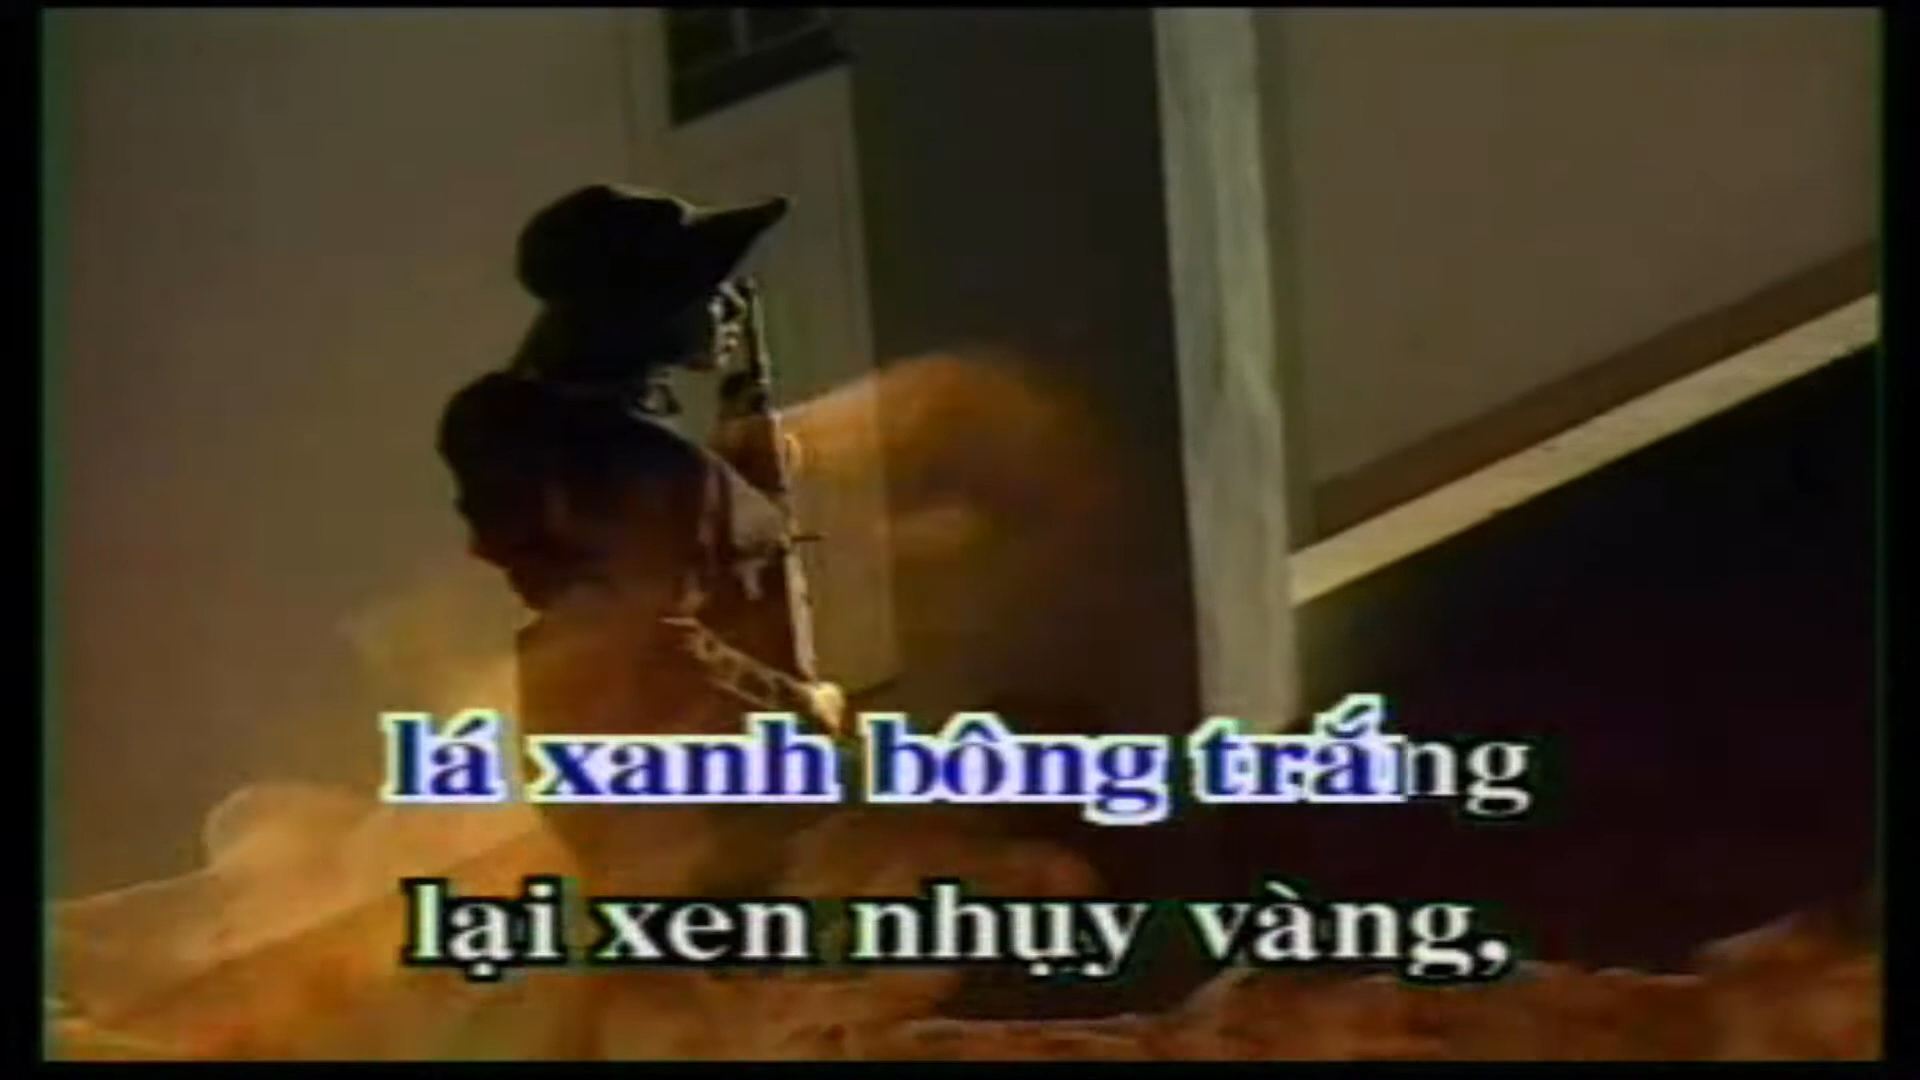 lá xanh bông trắng
lại xen nhụy vàng,